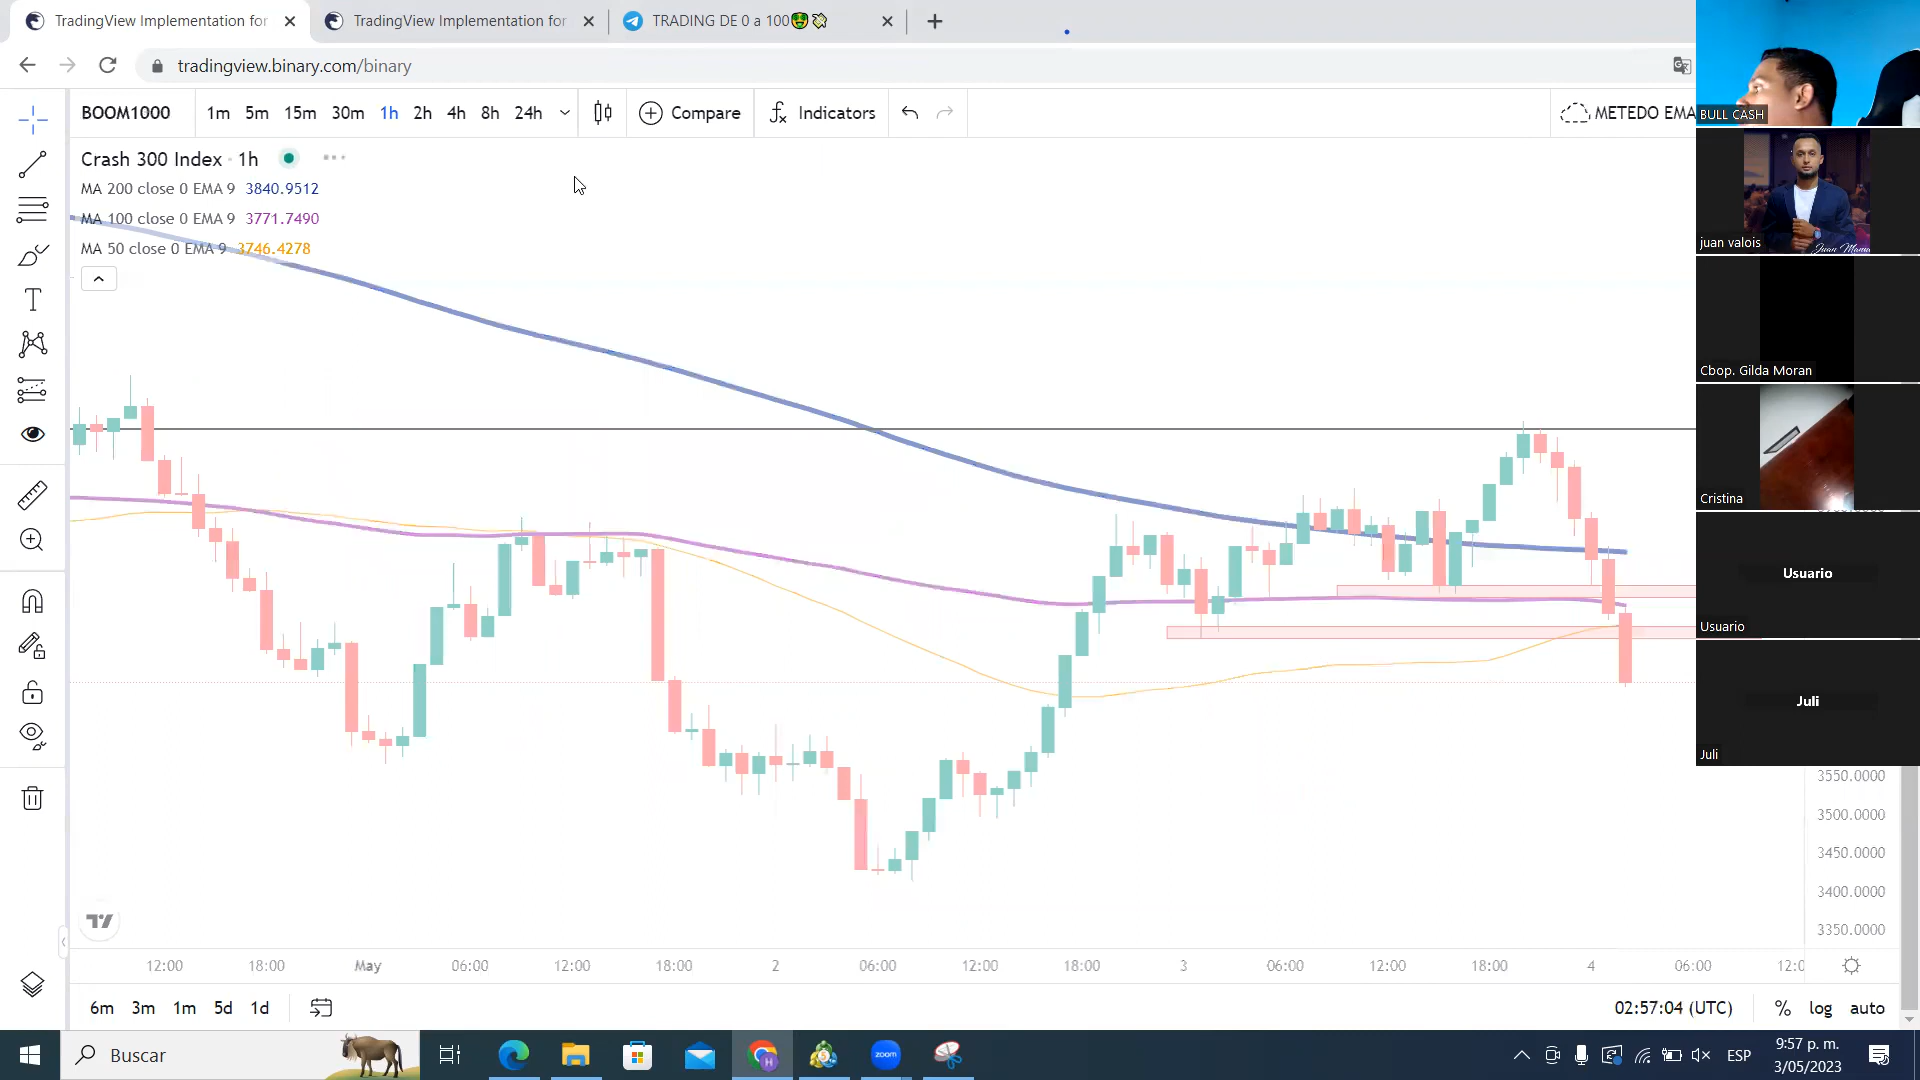 TradingView Implementation for
TradingView Implementation for
TRADING DE 0 a 100
tradingview.binary.com/binary
BOOM1000
1m 5m 15m 30m 1h 2h 4h 8h 24h
Compare
Indicators
METEDO EMA
Crash 300 Index · 1h
MA 200 close 0 EMA 9 3840.9512
MA 100 close 0 EMA 9 3771.7490
MA 50 close 0 EMA 9 3746.4278
BULL CASH
juan valois
Cbop. Gilda Moran
Cristina
Usuario
Usuario
Juli
Juli
3550.0000
3500.0000
3450.0000
3400.0000
3350.0000
12:00 18:00 May 06:00 12:00 18:00 2 06:00 12:00 18:00 3 06:00 12:00 18:00 4 06:00
6m 3m 1m 5d 1d
02:57:04 (UTC) % log auto
Buscar
zoom
ESP
9:57 p. m.
3/05/2023